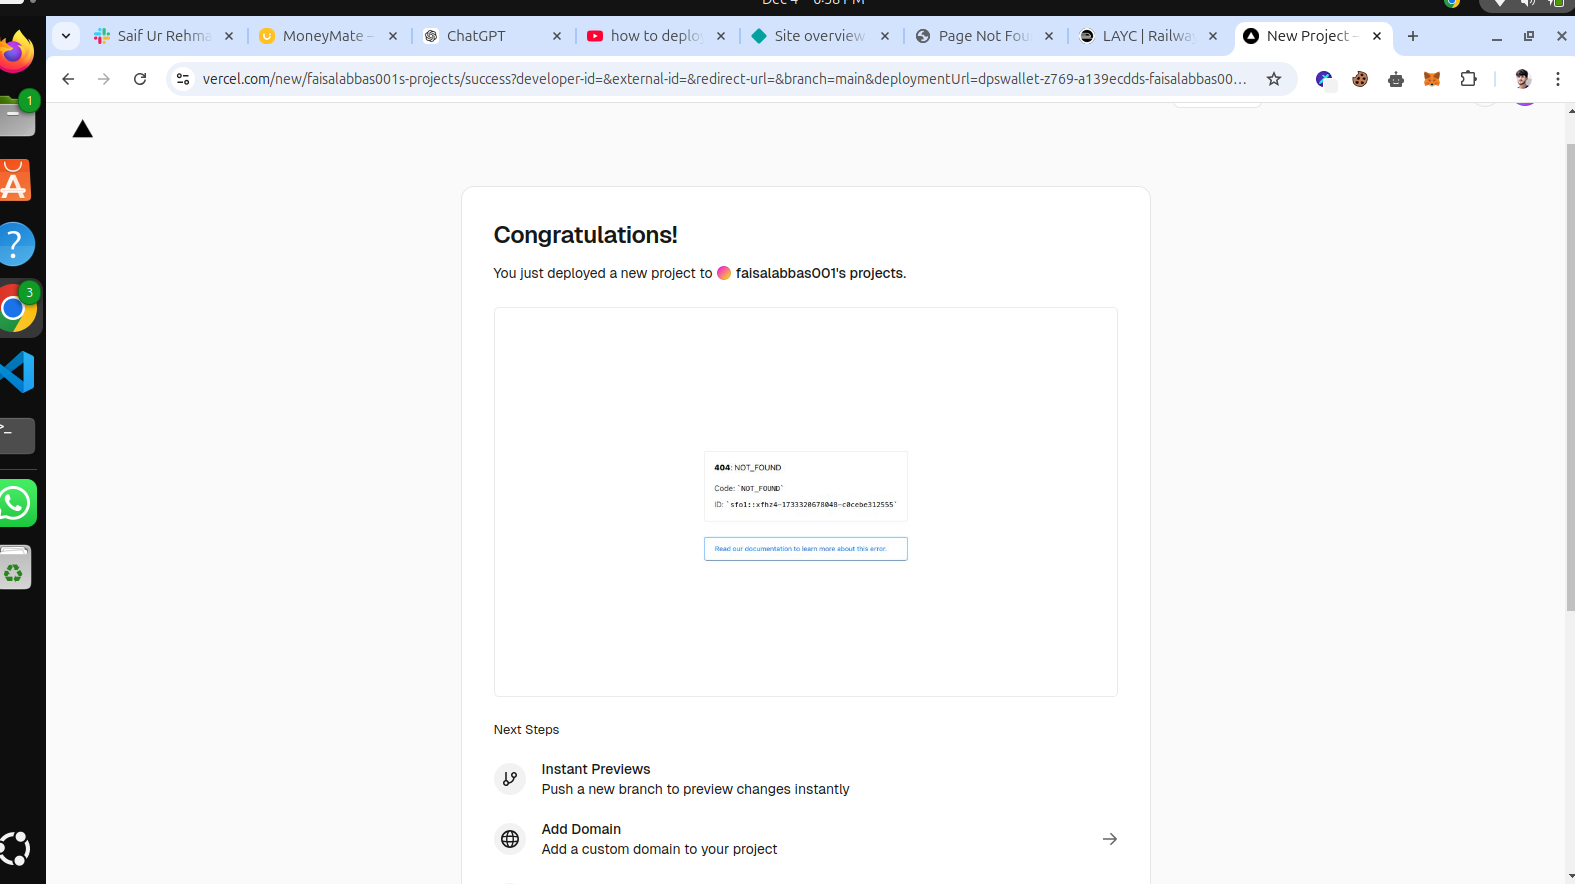 Saif Ur Rehma
MoneyMate –
ChatGPT
how to deploy
Site overview
Page Not Fou
LAYC | Railway
New Project –
vercel.com/new/faisalabbas001s-projects/success?developer-id=&external-id=&redirect-url=&branch=main&deploymentUrl=dpswallet-z769-a139ecdds-faisalabbas00...
1
3
Congratulations!
You just deployed a new project to faisalabbas001's projects.
404: NOT_FOUND
Code: `NOT_FOUND`
ID: `sfo1::xfhz4-1733320678048-c0cebe312555`
Read our documentation to learn more about this error.
Next Steps
Instant Previews
Push a new branch to preview changes instantly
Add Domain
Add a custom domain to your project